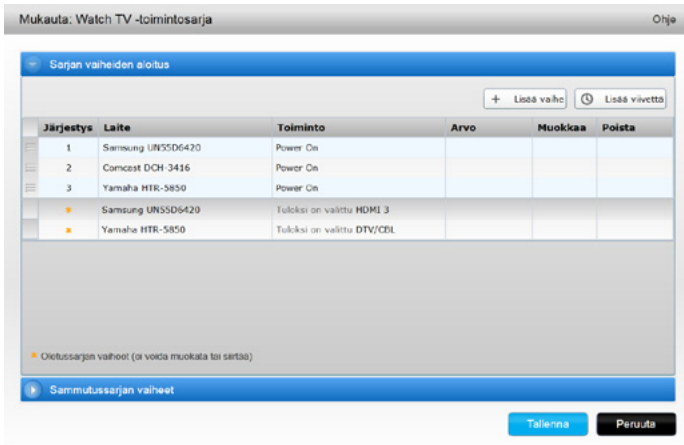 Mukauta: Watch TV -toimintosarja Ohje
Sarjan vaiheiden aloitus
+ Lisää vaihe Lisää viivettä
Järjestys Laite Toiminto Arvo Muokkaa Poista
1 Samsung UN55D6420 Power On
2 Comcast DCH-3416 Power On
3 Yamaha HTR-5850 Power On
Samsung UN55D6420 Tuloksi on valittu HDMI 3
Yamaha HTR-5850 Tuloksi on valittu DTV/CBL
Oletussarjan vaiheet (ei voida muokata tai siirtää)
Sammutussarjan vaiheet
Tallenna Peruuta